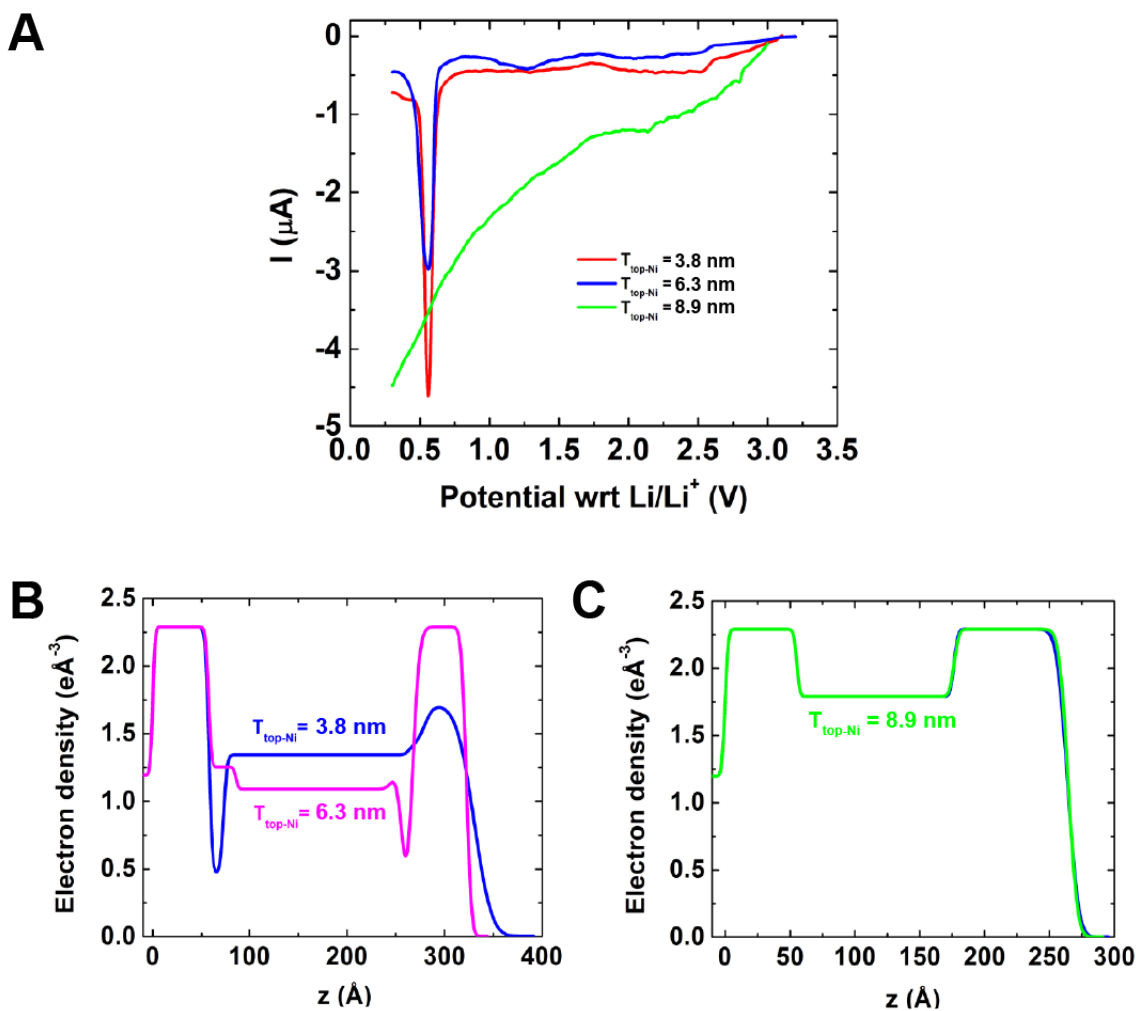 A
0
-1
-2
-3
-4
-5
I (μA)
T_top-Ni = 3.8 nm
T_top-Ni = 6.3 nm
T_top-Ni = 8.9 nm
0.0 0.5 1.0 1.5 2.0 2.5 3.0 3.5
Potential wrt Li/Li⁺ (V)
B
2.5
2.0
1.5
1.0
0.5
0.0
Electron density (eÅ⁻³)
T_top-Ni = 3.8 nm
T_top-Ni = 6.3 nm
0 100 200 300 400
z (Å)
C
2.5
2.0
1.5
1.0
0.5
0.0
Electron density (eÅ⁻³)
T_top-Ni = 8.9 nm
0 50 100 150 200 250 300
z (Å)